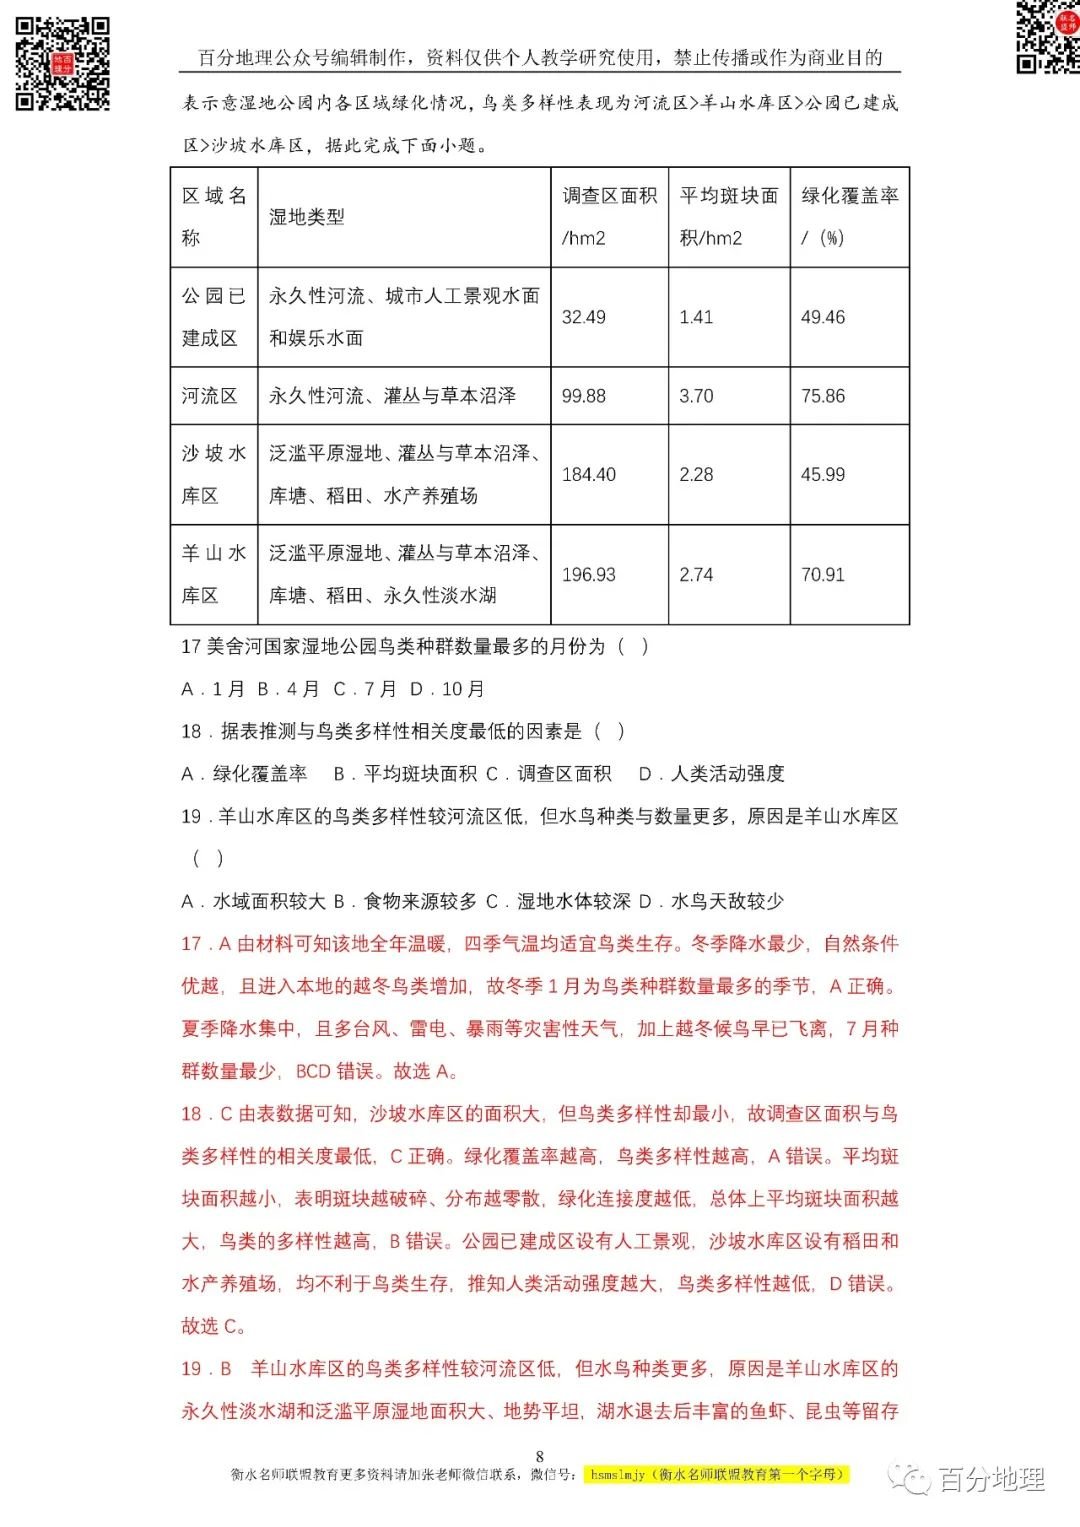 百分地理公众号编辑制作，资料仅供个人教学研究使用，禁止传播或作为商业目的
表示意湿地公园内各区域绿化情况，鸟类多样性表现为河流区>羊山水库区>公园已建成
区>沙坡水库区，据此完成下面小题。
区域名称 湿地类型 调查区面积/hm2 平均斑块面积/hm2 绿化覆盖率/（%）
公园已建成区 永久性河流、城市人工景观水面和娱乐水面 32.49 1.41 49.46
河流区 永久性河流、灌丛与草本沼泽 99.88 3.70 75.86
沙坡水库区 泛滥平原湿地、灌丛与草本沼泽、库塘、稻田、水产养殖场 184.40 2.28 45.99
羊山水库区 泛滥平原湿地、灌丛与草本沼泽、库塘、稻田、永久性淡水湖 196.93 2.74 70.91
17 美舍河国家湿地公园鸟类种群数量最多的月份为（ ）
A．1月 B．4月 C．7月 D．10月
18．据表推测与鸟类多样性相关度最低的因素是（ ）
A．绿化覆盖率 B．平均斑块面积 C．调查区面积 D．人类活动强度
19．羊山水库区的鸟类多样性较河流区低，但水鸟种类与数量更多，原因是羊山水库区
（ ）
A．水域面积较大 B．食物来源较多 C．湿地水体较深 D．水鸟天敌较少
17．A 由材料可知该地全年温暖，四季气温均适宜鸟类生存。冬季降水最少，自然条件
优越，且进入本地的越冬鸟类增加，故冬季1月为鸟类种群数量最多的季节，A 正确。
夏季降水集中，且多台风、雷电、暴雨等灾害性天气，加上越冬候鸟早已飞离，7月种
群数量最少，BCD 错误。故选 A。
18．C 由表数据可知，沙坡水库区的面积大，但鸟类多样性却最小，故调查区面积与鸟
类多样性的相关度最低，C 正确。绿化覆盖率越高，鸟类多样性越高，A 错误。平均斑
块面积越小，表明斑块越破碎、分布越零散，绿化连接度越低，总体上平均斑块面积越
大，鸟类的多样性越高，B 错误。公园已建成区设有人工景观，沙坡水库区设有稻田和
水产养殖场，均不利于鸟类生存，推知人类活动强度越大，鸟类多样性越低，D 错误。
故选 C。
19．B 羊山水库区的鸟类多样性较河流区低，但水鸟种类更多，原因是羊山水库区的
永久性淡水湖和泛滥平原湿地面积大、地势平坦，湖水退去后丰富的鱼虾、昆虫等留存
8
衡水名师联盟教育更多资料请加张老师微信联系，微信号：hsmslmjy（衡水名师联盟教育第一个字母）
百分地理